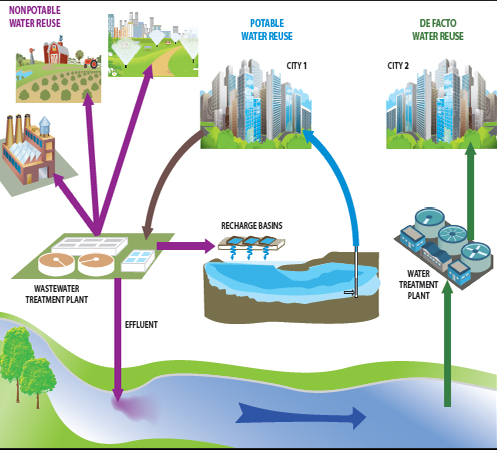 NONPOTABLE
WATER REUSE
POTABLE
WATER REUSE
DE FACTO
WATER REUSE
CITY 1
CITY 2
RECHARGE BASINS
WASTEWATER
TREATMENT PLANT
WATER
TREATMENT
PLANT
EFFLUENT